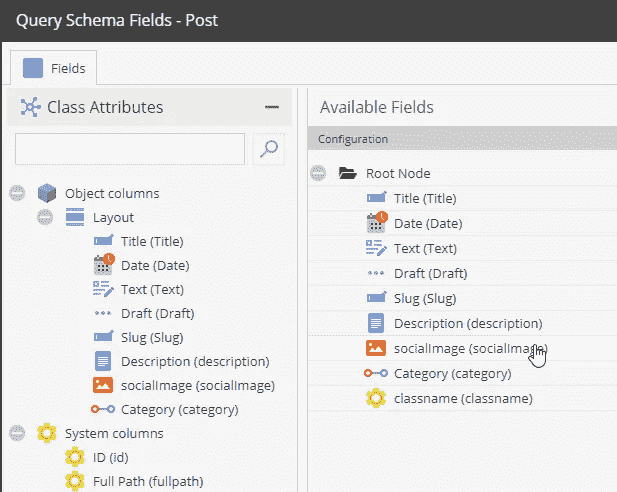 Query Schema Fields - Post
Fields
Class Attributes
Object columns
Layout
Title (Title)
Date (Date)
Text (Text)
Draft (Draft)
Slug (Slug)
Description (description)
socialImage (socialImage)
Category (category)
System columns
ID (id)
Full Path (fullpath)
Available Fields
Configuration
Root Node
Title (Title)
Date (Date)
Text (Text)
Draft (Draft)
Slug (Slug)
Description (description)
socialImage (socialImage)
Category (category)
classname (classname)